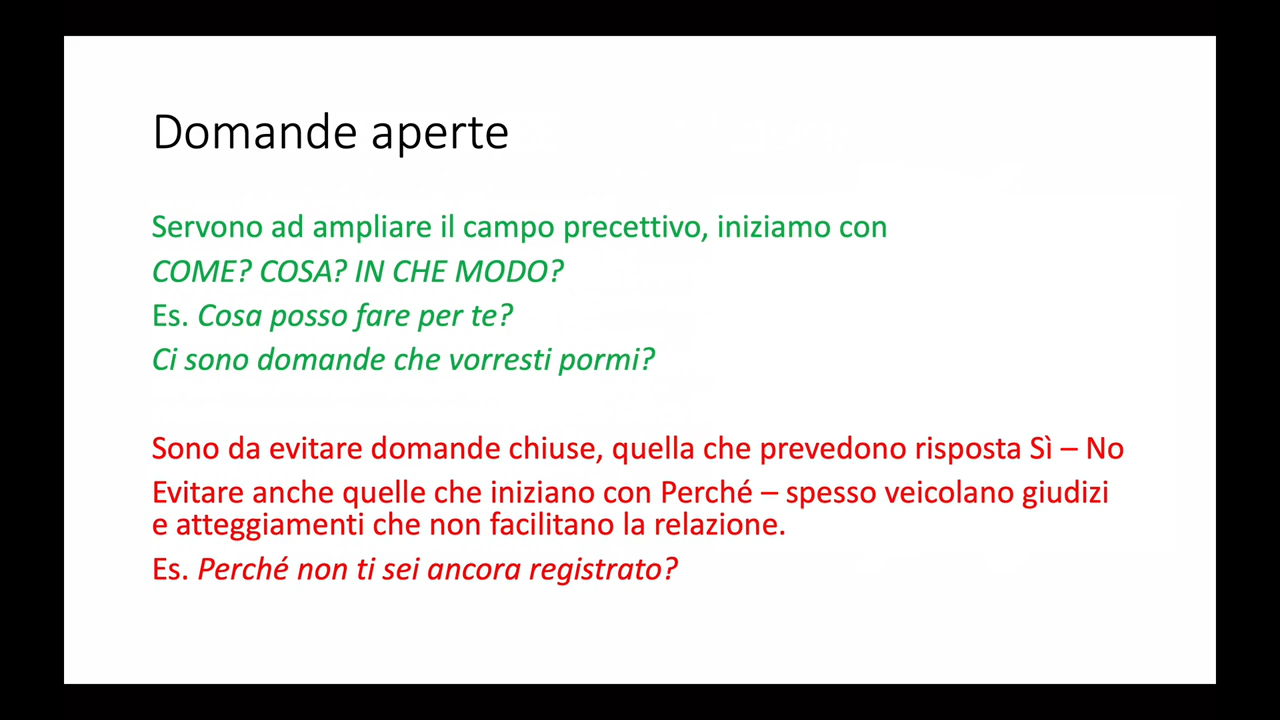 Domande aperte
Servono ad ampliare il campo precettivo, iniziamo con
COME? COSA? IN CHE MODO?
Es. Cosa posso fare per te?
Ci sono domande che vorresti pormi?
Sono da evitare domande chiuse, quella che prevedono risposta Sì – No
Evitare anche quelle che iniziano con Perché – spesso veicolano giudizi
e atteggiamenti che non facilitano la relazione.
Es. Perché non ti sei ancora registrato?